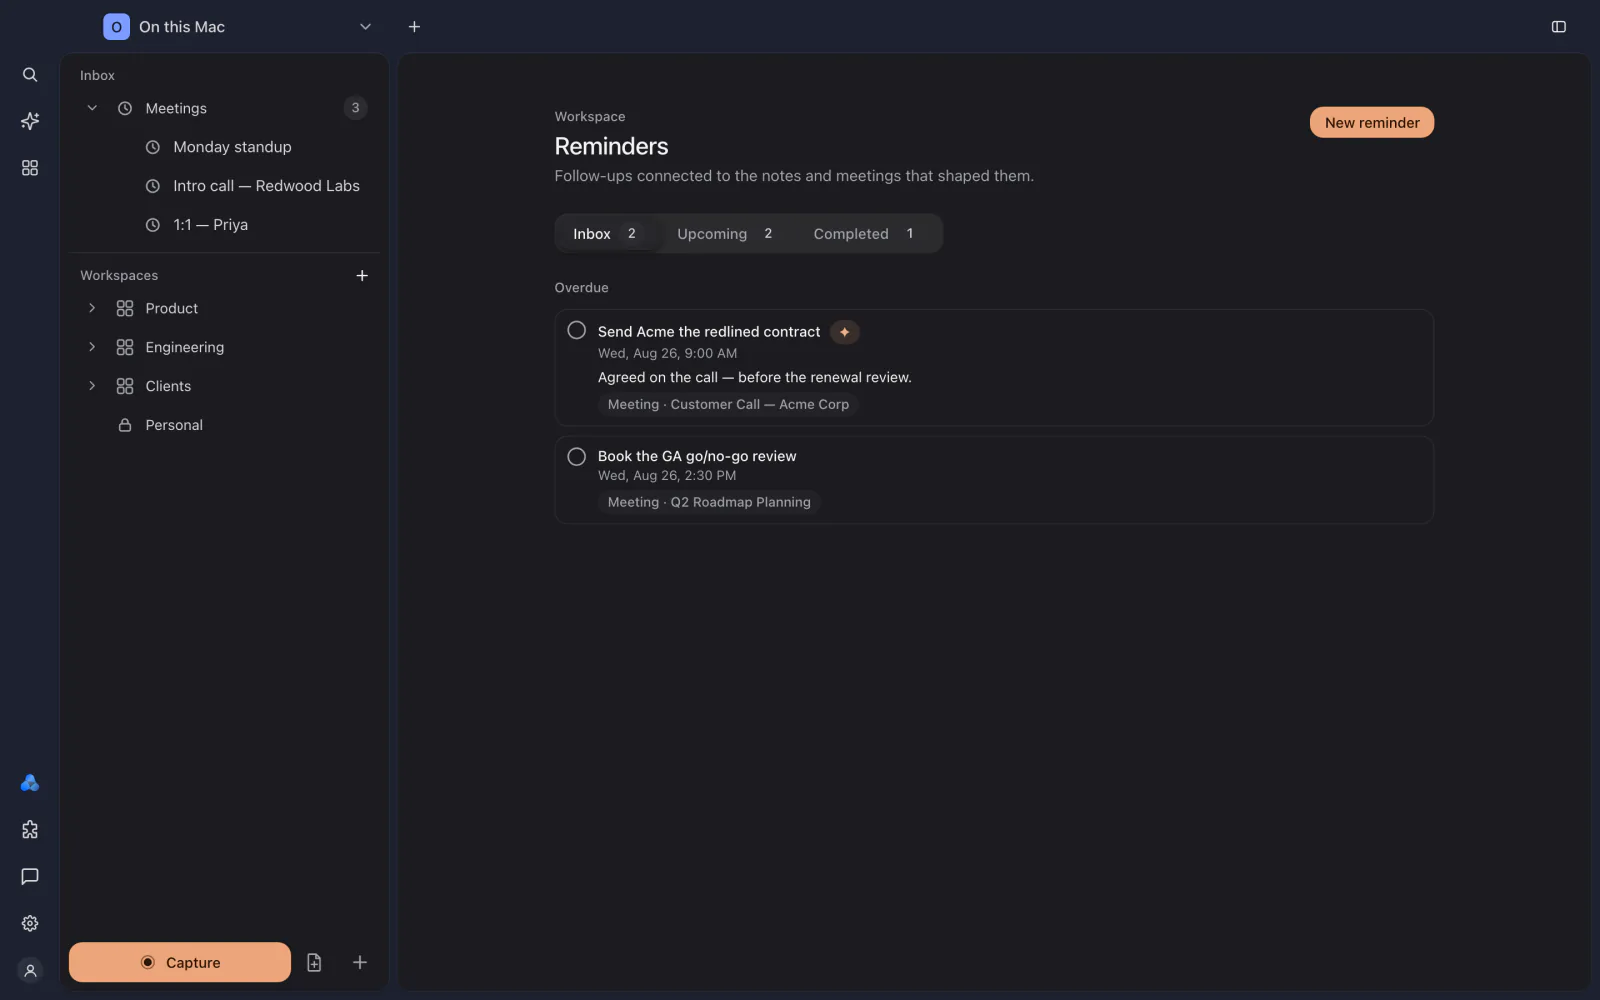 O On this Mac
Inbox
Meetings 3
Monday standup
Intro call — Redwood Labs
1:1 — Priya
Workspaces
Product
Engineering
Clients
Personal
Capture
Workspace
Reminders
Follow-ups connected to the notes and meetings that shaped them.
New reminder
Inbox 2 Upcoming 2 Completed 1
Overdue
Send Acme the redlined contract
Wed, Aug 26, 9:00 AM
Agreed on the call — before the renewal review.
Meeting · Customer Call — Acme Corp
Book the GA go/no-go review
Wed, Aug 26, 2:30 PM
Meeting · Q2 Roadmap Planning